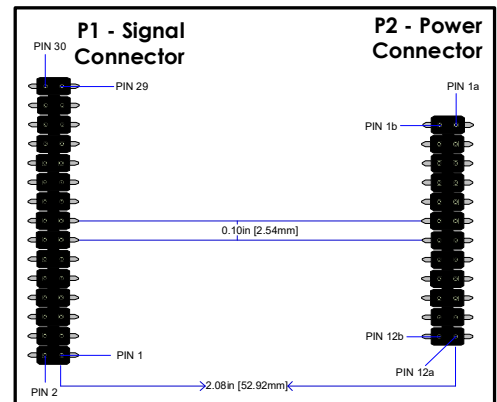 P1 - Signal
Connector
P2 - Power
Connector
PIN 30
PIN 29
PIN 1a
PIN 1b
0.10in [2.54mm]
PIN 12b
PIN 1
PIN 12a
2.08in [52.92mm]
PIN 2